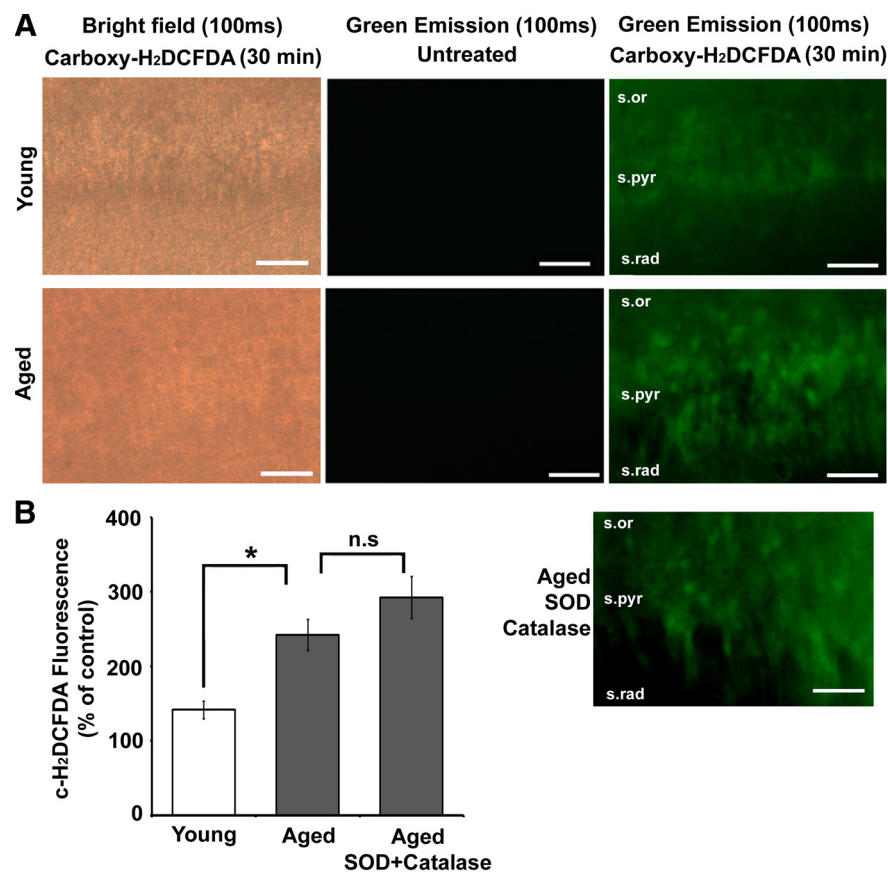 A
Bright field (100ms)
Carboxy-H₂DCFDA (30 min)
Green Emission (100ms)
Untreated
Green Emission (100ms)
Carboxy-H₂DCFDA (30 min)
Young
s.or
s.pyr
s.rad
Aged
s.or
s.pyr
s.rad
B
c-H₂DCFDA Fluorescence
(% of control)
400
300
200
100
0
*
n.s
Young
Aged
Aged
SOD+Catalase
Aged
SOD
Catalase
s.or
s.pyr
s.rad